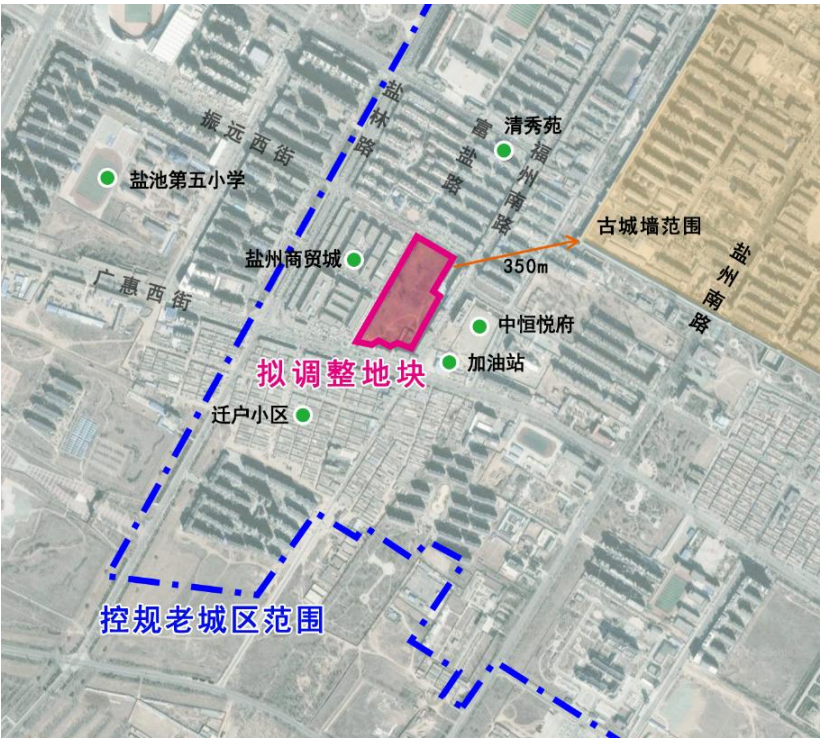 盐林路
振远西街
富盐路
清秀苑
福州南路
盐池第五小学
古城墙范围
盐州南路
盐州商贸城
350m
广惠西街
中恒悦府
加油站
拟调整地块
迁户小区
控规老城区范围